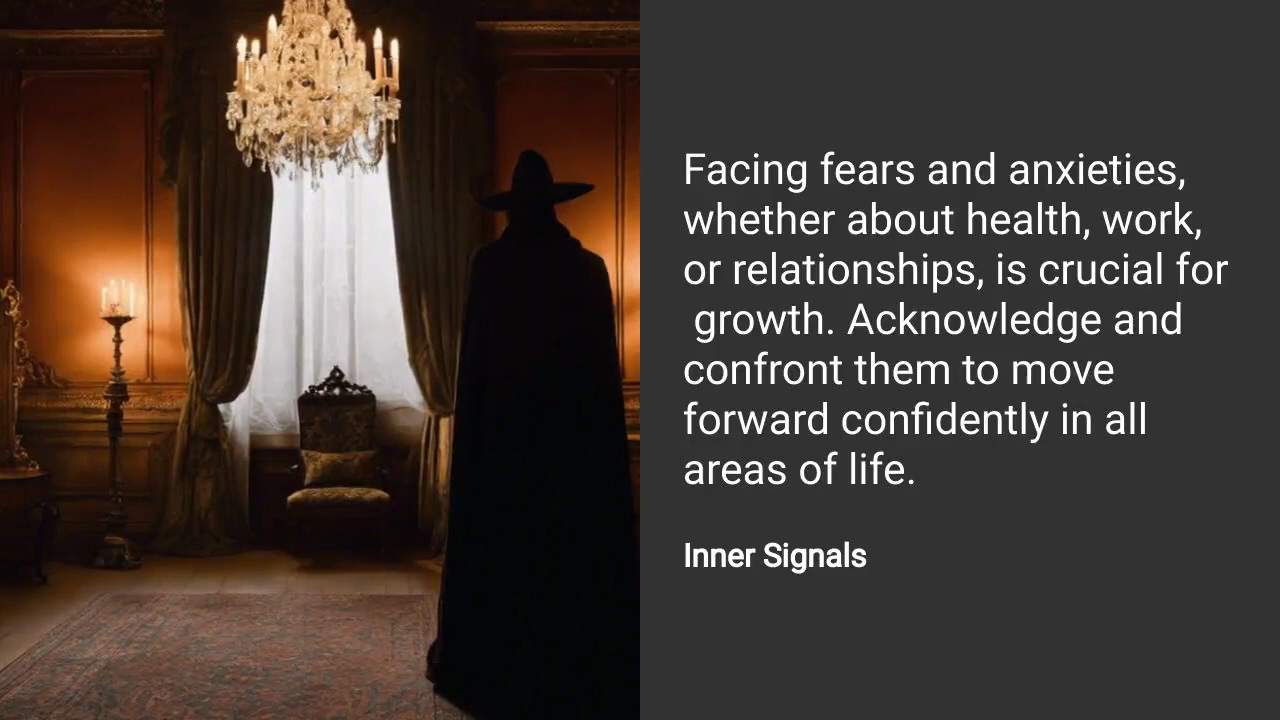 Facing fears and anxieties,
whether about health, work,
or relationships, is crucial for
growth. Acknowledge and
confront them to move
forward confidently in all
areas of life.
Inner Signals